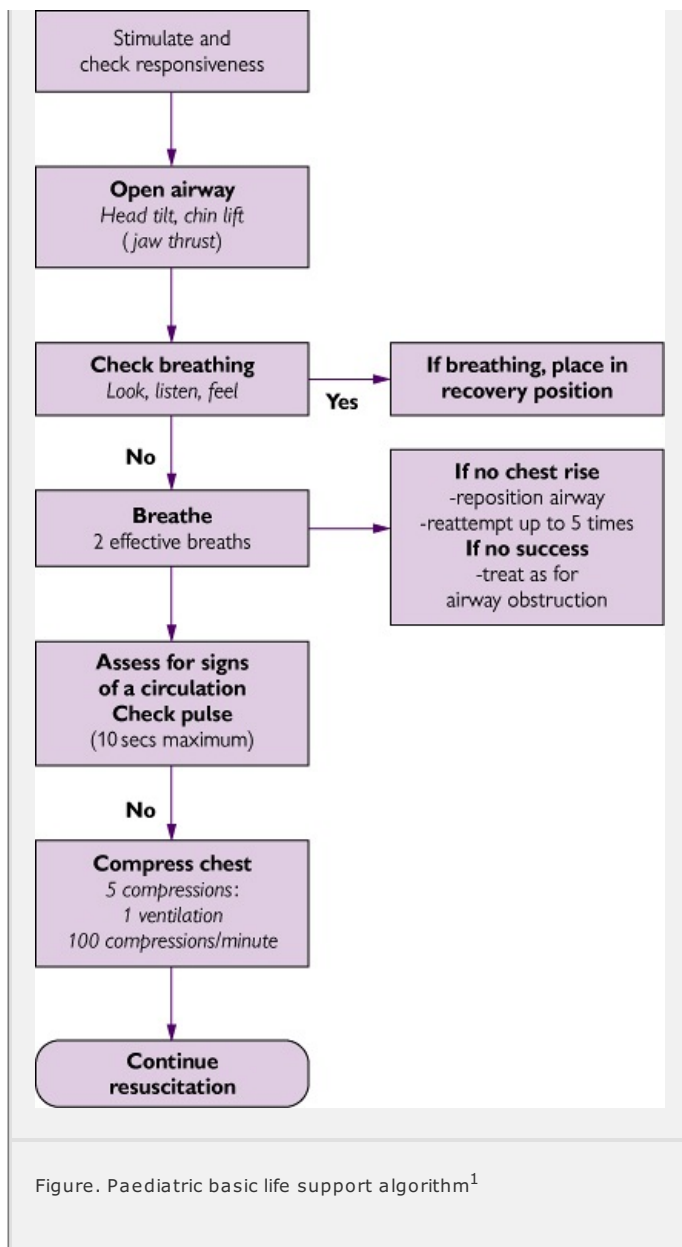 Stimulate and
check responsiveness
Open airway
Head tilt, chin lift
(jaw thrust)
Check breathing
Look, listen, feel
Yes
If breathing, place in
recovery position
No
Breathe
2 effective breaths
If no chest rise
-reposition airway
-reattempt up to 5 times
If no success
-treat as for
airway obstruction
Assess for signs
of a circulation
Check pulse
(10 secs maximum)
No
Compress chest
5 compressions:
1 ventilation
100 compressions/minute
Continue
resuscitation
Figure. Paediatric basic life support algorithm1